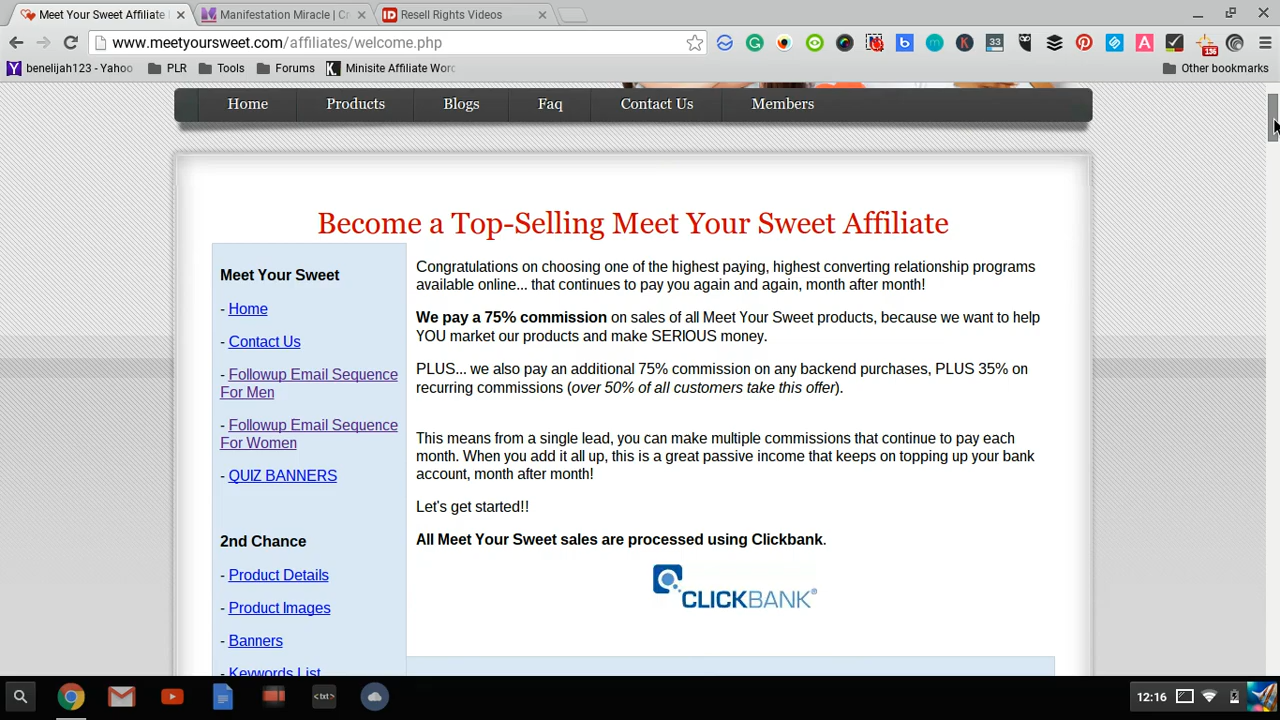 Meet Your Sweet Affiliate
Manifestation Miracle | Cr
Resell Rights Videos
www.meetyoursweet.com/affiliates/welcome.php
33
136
benelijah123 - Yahoo
PLR
Tools
Forums
Minisite Affiliate Wor
Other bookmarks
Home
Products
Blogs
Faq
Contact Us
Members
Become a Top-Selling Meet Your Sweet Affiliate
Meet Your Sweet
- Home
- Contact Us
- Followup Email Sequence
For Men
- Followup Email Sequence
For Women
- QUIZ BANNERS
2nd Chance
- Product Details
- Product Images
- Banners
- Keywords List
Congratulations on choosing one of the highest paying, highest converting relationship programs
available online... that continues to pay you again and again, month after month!
We pay a 75% commission on sales of all Meet Your Sweet products, because we want to help
YOU market our products and make SERIOUS money.
PLUS... we also pay an additional 75% commission on any backend purchases, PLUS 35% on
recurring commissions (over 50% of all customers take this offer).
This means from a single lead, you can make multiple commissions that continue to pay each
month. When you add it all up, this is a great passive income that keeps on topping up your bank
account, month after month!
Let's get started!!
All Meet Your Sweet sales are processed using Clickbank.
CLICKBANK®
<txt>
12:16